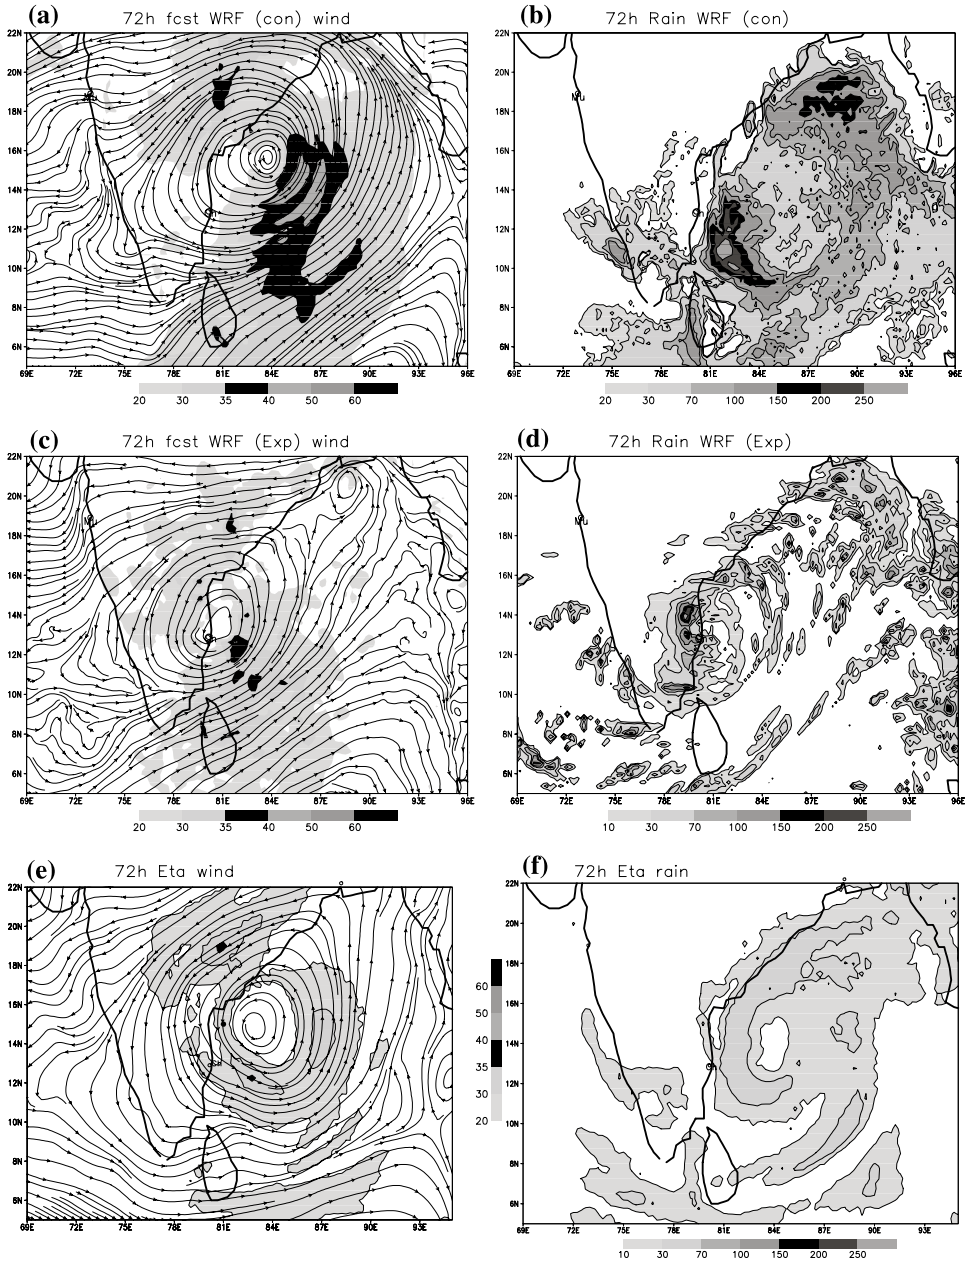 (a) 72h fcst WRF (con) wind
22N
20N
18N
16N
14N
12N
10N
8N
6N
69E 72E 75E 78E 81E 84E 87E 90E 93E 96E
20 30 35 40 50 60
(b) 72h Rain WRF (con)
22N
20N
18N
16N
14N
12N
10N
8N
6N
69E 72E 75E 78E 81E 84E 87E 90E 93E 96E
20 30 70 100 150 200 250
(c) 72h fcst WRF (Exp) wind
22N
20N
18N
16N
14N
12N
10N
8N
6N
69E 72E 75E 78E 81E 84E 87E 90E 93E 96E
20 30 35 40 50 60
(d) 72h Rain WRF (Exp)
22N
20N
18N
Mu
16N
14N
12N
10N
8N
6N
69E 72E 75E 78E 81E 84E 87E 90E 93E 96E
10 30 70 100 150 200 250
(e) 72h Eta wind
22N
20N
18N
15N
14N
12N
10N
8N
69E 72E 75E 78E 81E 84E 87E 90E
60
50
40
35
30
20
(f) 72h Eta rain
22N
20N
18N
16N
14N
12N
10N
8N
6N
69E 72E 75E 78E 81E 84E 87E 90E 93E
10 30 70 100 150 200 250